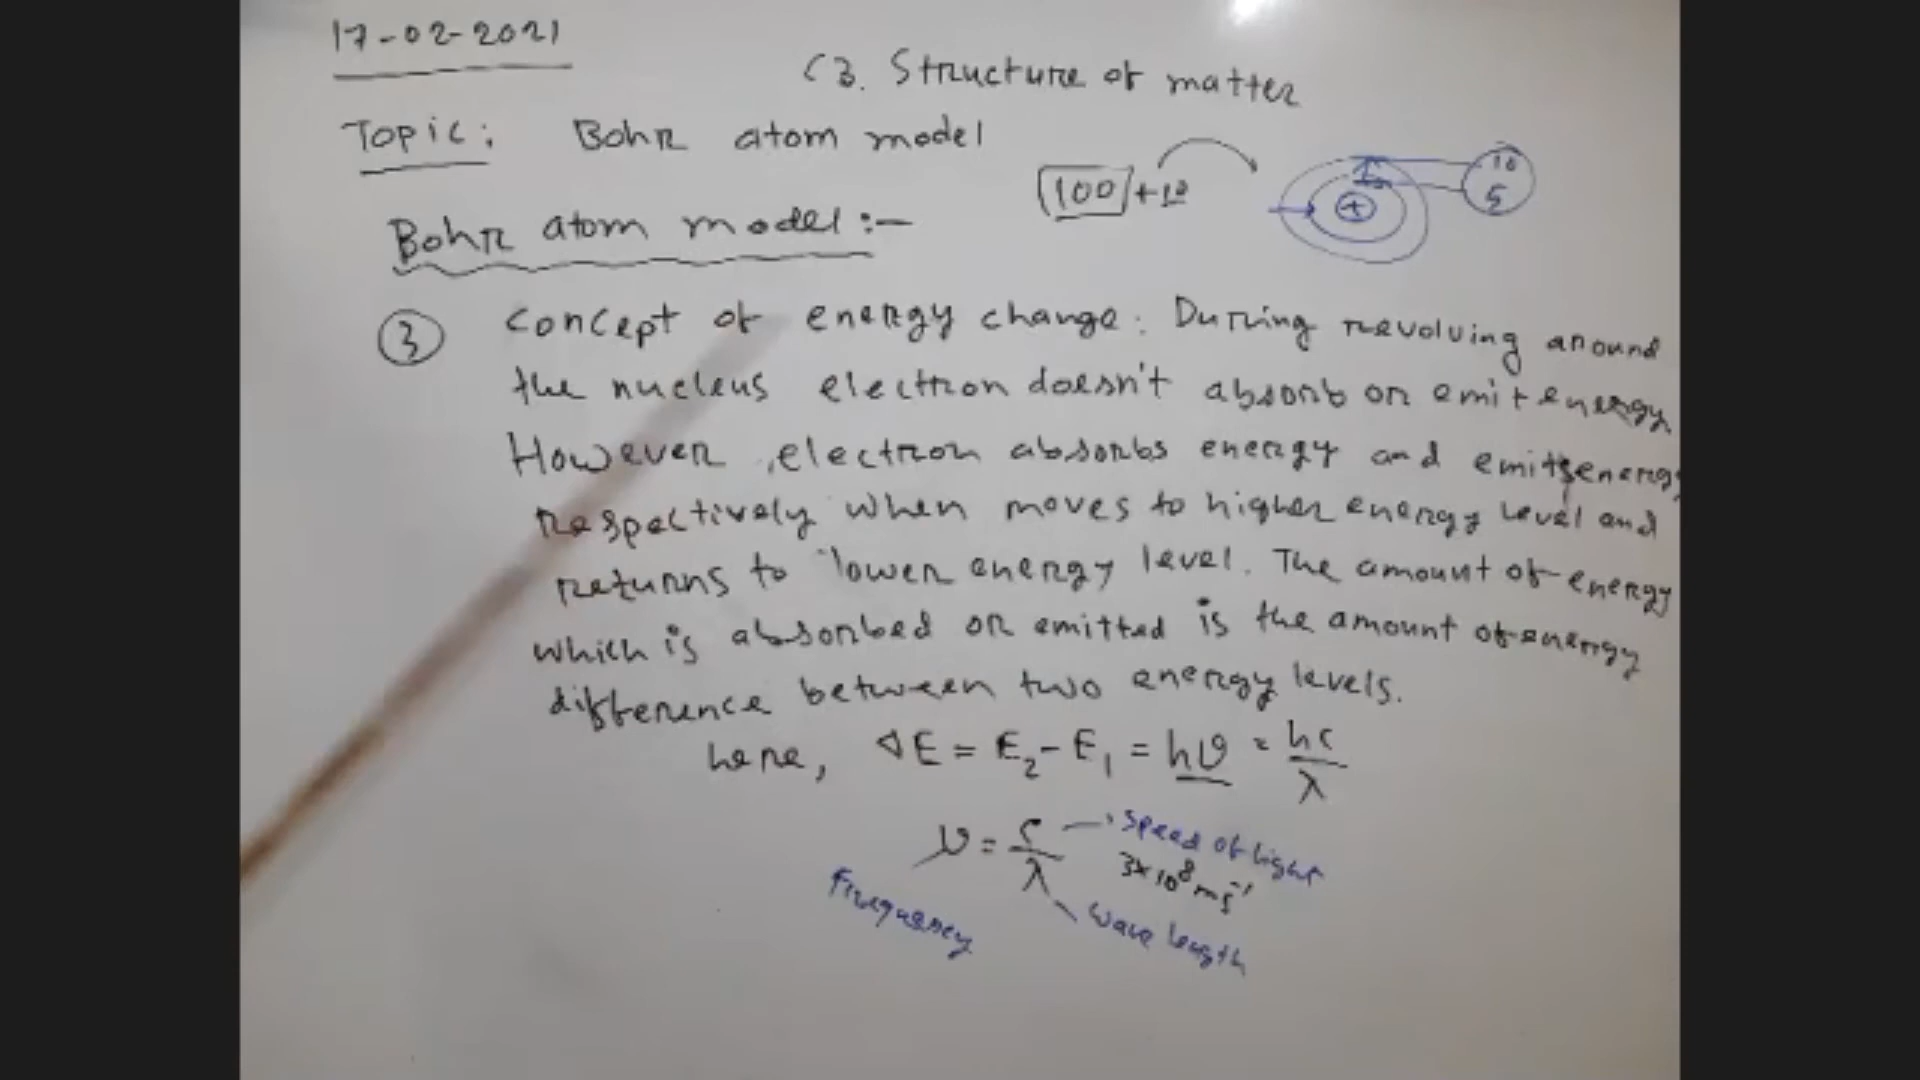 17-02-2021
C3. Structure of matter
Topic: Bohr atom model
100 + 10
+
10
5
Bohr atom model :-
3 concept of energy change: During revolving around
the nucleus electron doesn't absorb or emit energy.
However, electron absorbs energy and emits energy
respectively when moves to higher energy level and
returns to lower energy level. The amount of energy
which is absorbed or emitted is the amount of energy
difference between two energy levels.
here, ΔE = E₂ - E₁ = hν = hc/λ
ν = c/λ
speed of light
3×10⁸ ms⁻¹
Frequency
wave length